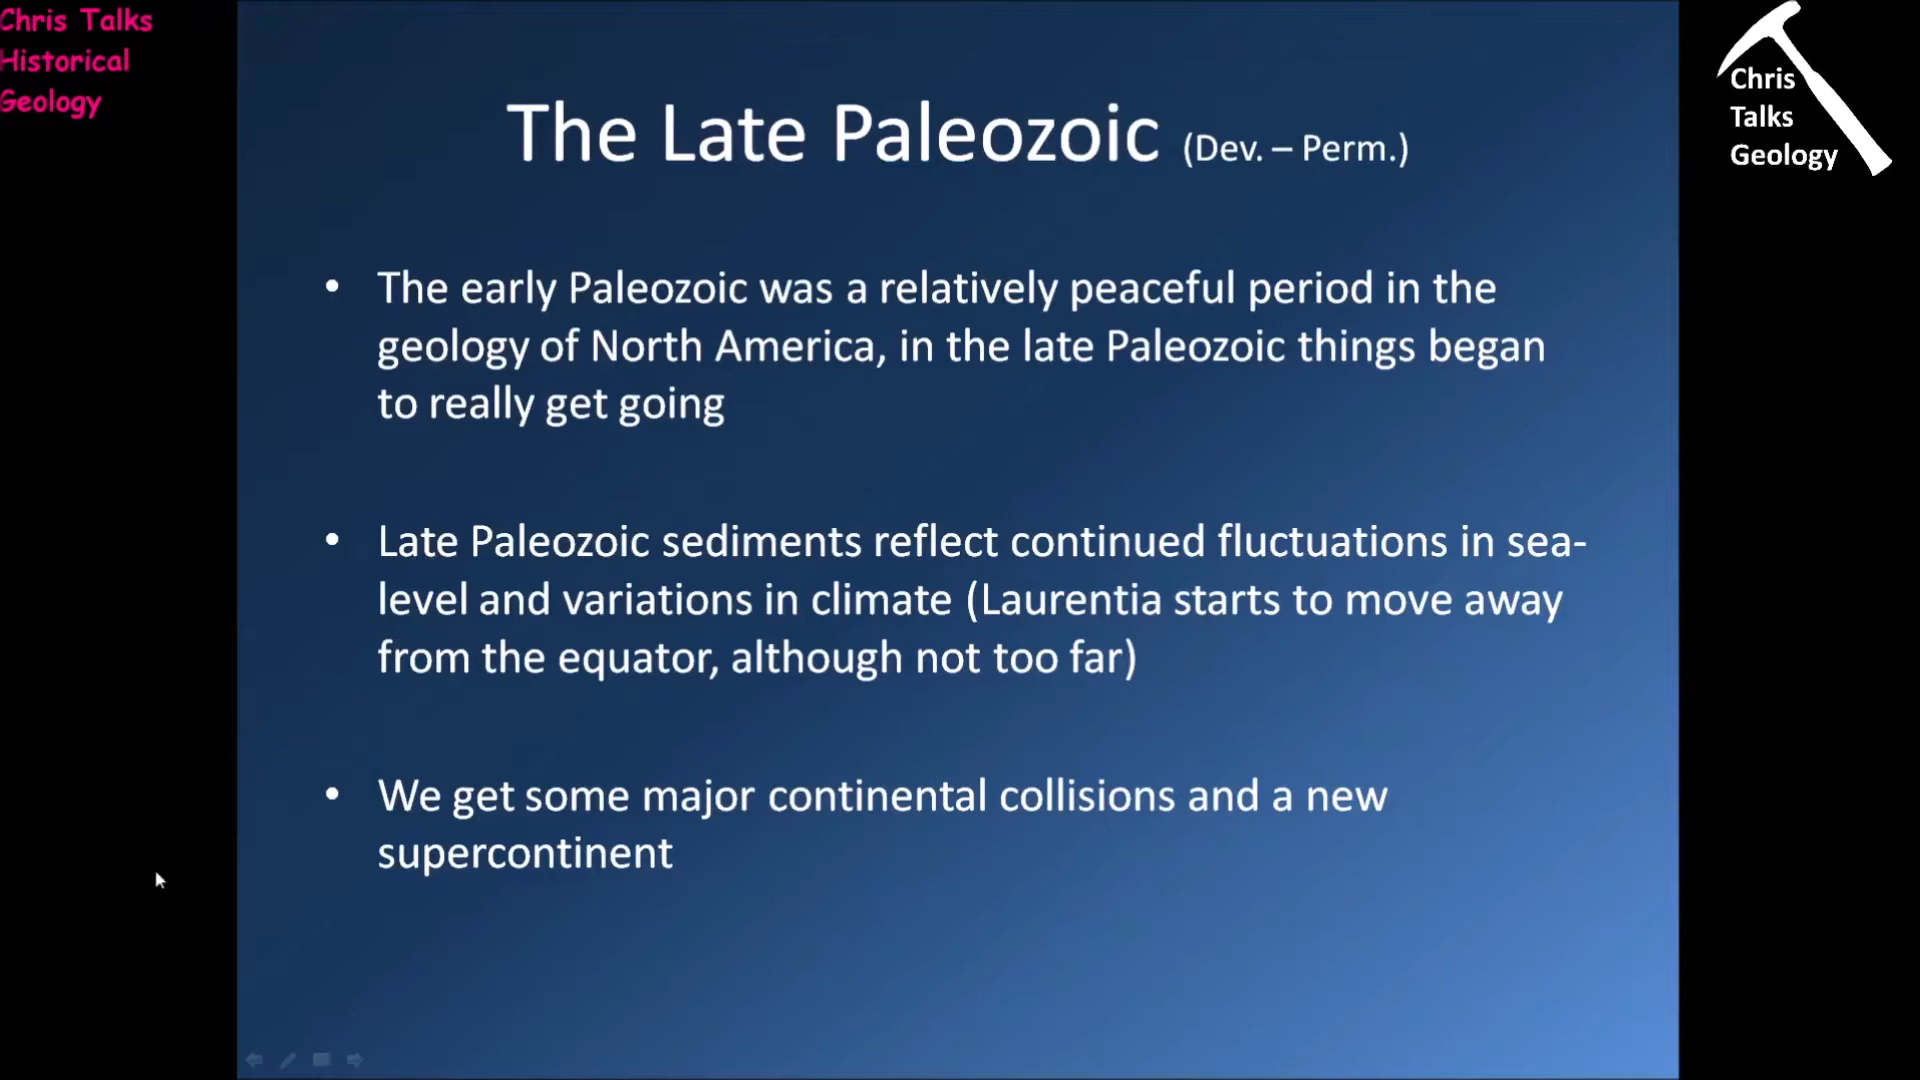 Chris Talks
Historical
Geology
Chris
Talks
Geology
The Late Paleozoic (Dev. – Perm.)
• The early Paleozoic was a relatively peaceful period in the
geology of North America, in the late Paleozoic things began
to really get going
• Late Paleozoic sediments reflect continued fluctuations in sea-
level and variations in climate (Laurentia starts to move away
from the equator, although not too far)
• We get some major continental collisions and a new
supercontinent